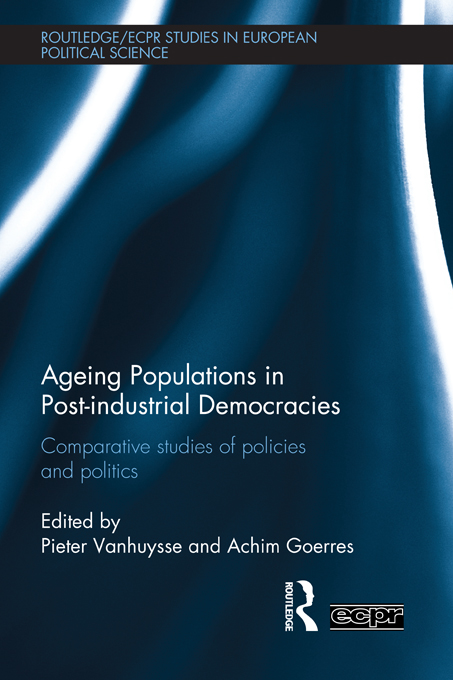 ROUTLEDGE/ECPR STUDIES IN EUROPEAN
POLITICAL SCIENCE
Ageing Populations in
Post-industrial Democracies
Comparative studies of policies
and politics
Edited by
Pieter Vanhuysse and Achim Goerres
ROUTLEDGE
ecpr